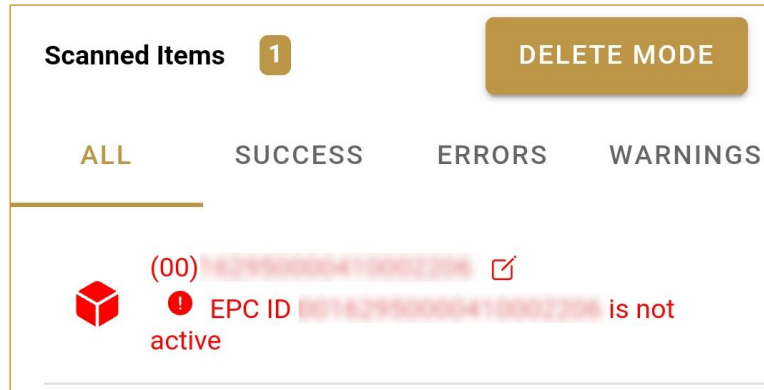 Scanned Items 1
DELETE MODE
ALL SUCCESS ERRORS WARNINGS
(00)
EPC ID is not
active